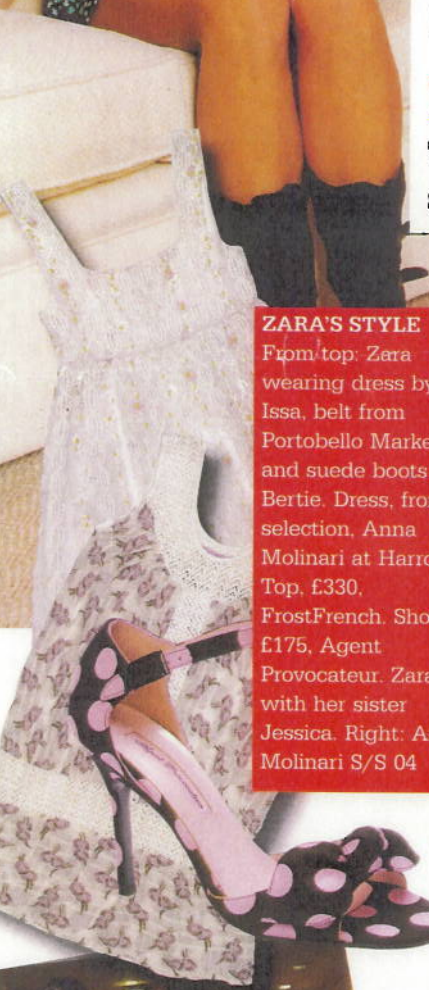 ZARA'S STYLE
From top: Zara
wearing dress by
Issa, belt from
Portobello Marke
and suede boots
Bertie. Dress, fro
selection, Anna
Molinari at Harro
Top, £330,
FrostFrench. Sho
£175, Agent
Provocateur. Zara
with her sister
Jessica. Right: A
Molinari S/S 04